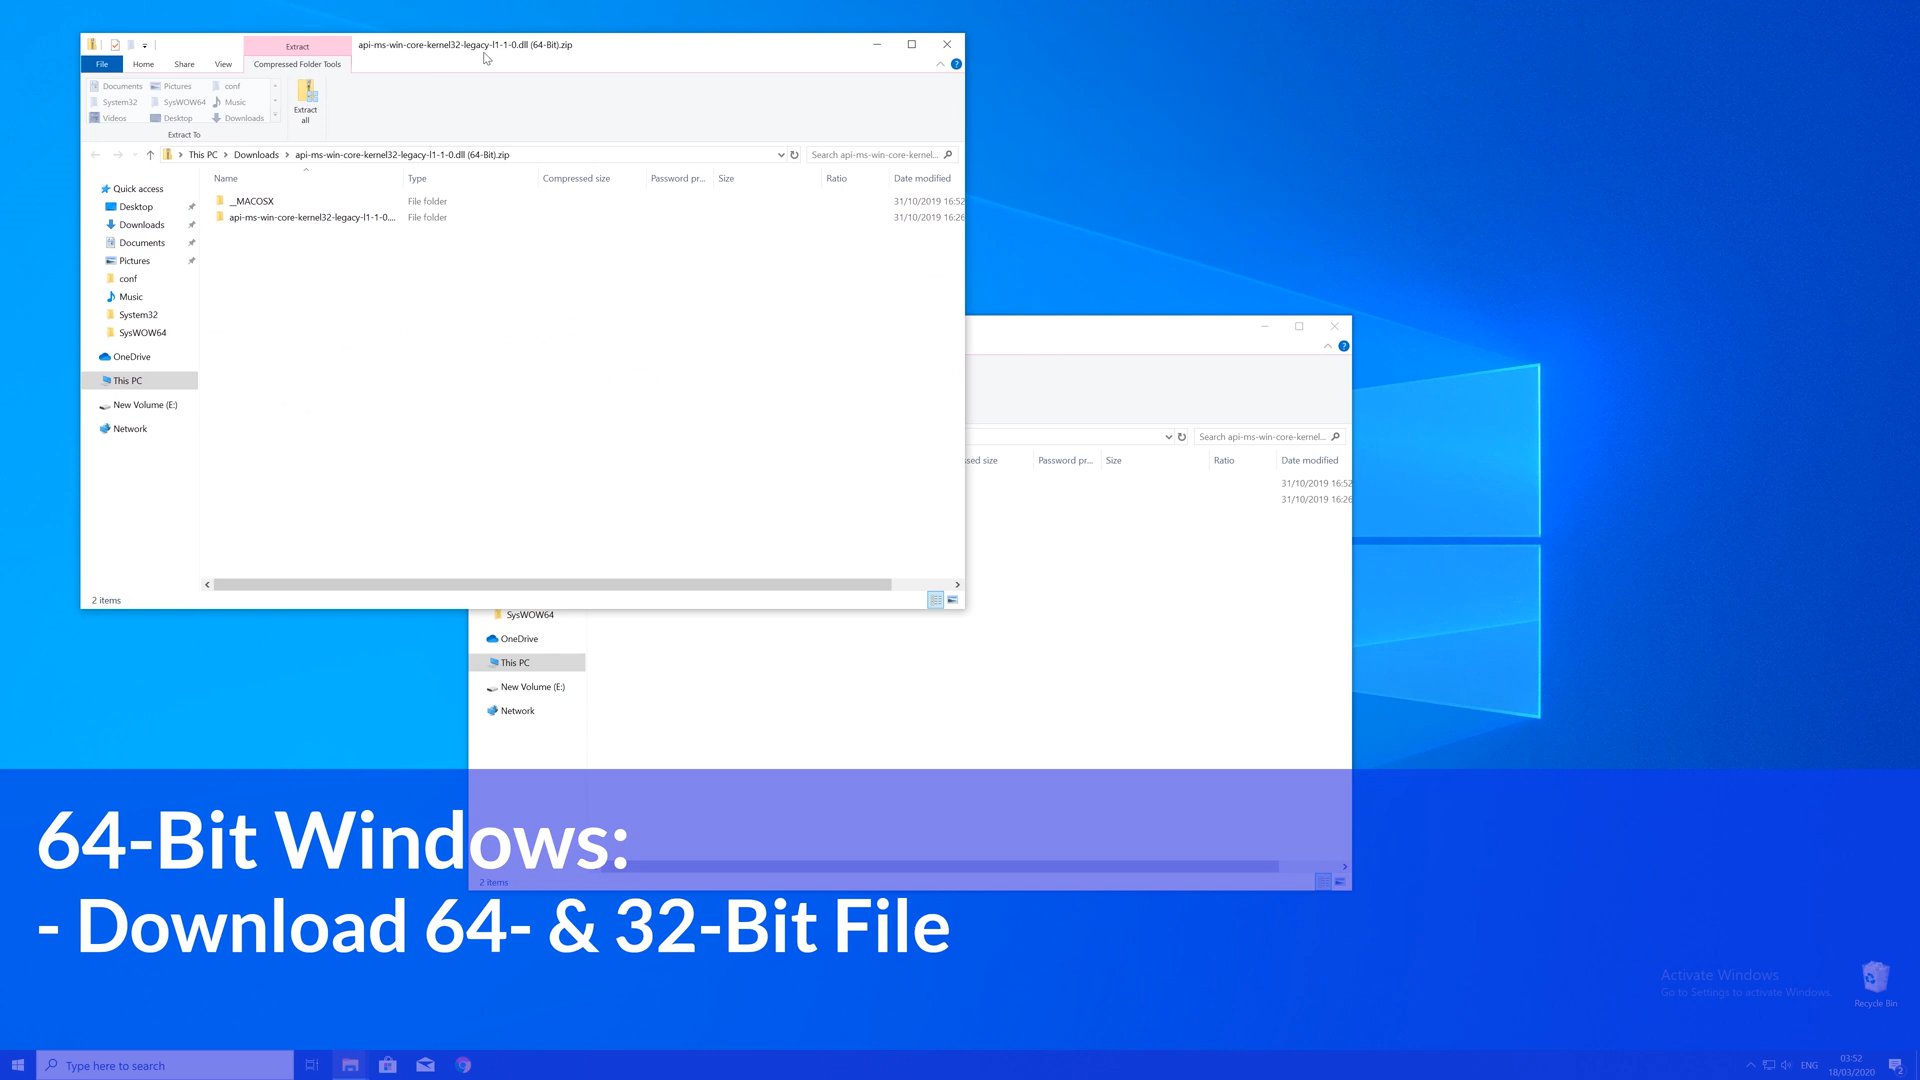 Extract
api-ms-win-core-kernel32-legacy-l1-1-0.dll (64-Bit).zip
File
Home
Share
View
Compressed Folder Tools
Documents
Pictures
conf
System32
SysWOW64
Music
Videos
Desktop
Downloads
Extract To
Extract
all
This PC
Downloads
api-ms-win-core-kernel32-legacy-l1-1-0.dll (64-Bit).zip
Search api-ms-win-core-kernel...
Name
Type
Compressed size
Password pr...
Size
Ratio
Date modified
__MACOSX
File folder
31/10/2019 16:52
api-ms-win-core-kernel32-legacy-l1-1-0....
File folder
31/10/2019 16:26
Quick access
Desktop
Downloads
Documents
Pictures
conf
Music
System32
SysWOW64
OneDrive
This PC
New Volume (E:)
Network
2 items
Search api-ms-win-core-kernel...
sed size
Password pr...
Size
Ratio
Date modified
31/10/2019 16:52
31/10/2019 16:26
SysWOW64
OneDrive
This PC
New Volume (E:)
Network
2 items
64-Bit Windows:
- Download 64- & 32-Bit File
Activate Windows
Go to Settings to activate Windows.
Recycle Bin
Type here to search
ENG
03:52
18/03/2020
2